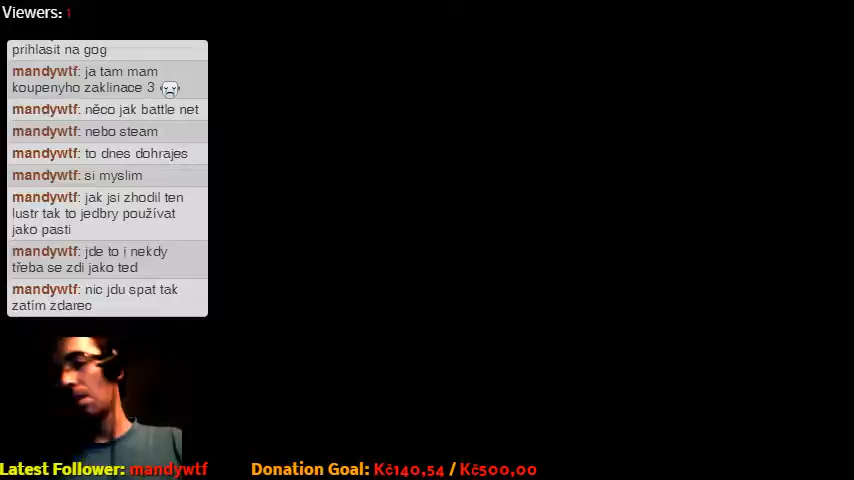 Viewers: 1
prihlasit na gog
mandywtf: ja tam mam
koupenyho zaklinace 3
mandywtf: něco jak battle net
mandywtf: nebo steam
mandywtf: to dnes dohrajes
mandywtf: si myslim
mandywtf: jak jsi zhodil ten
lustr tak to jedbry používat
jako pasti
mandywtf: jde to i nekdy
třeba se zdi jako ted
mandywtf: nic jdu spat tak
zatím zdarec
Latest Follower: mandywtf
Donation Goal: Kč140,54 / Kč500,00